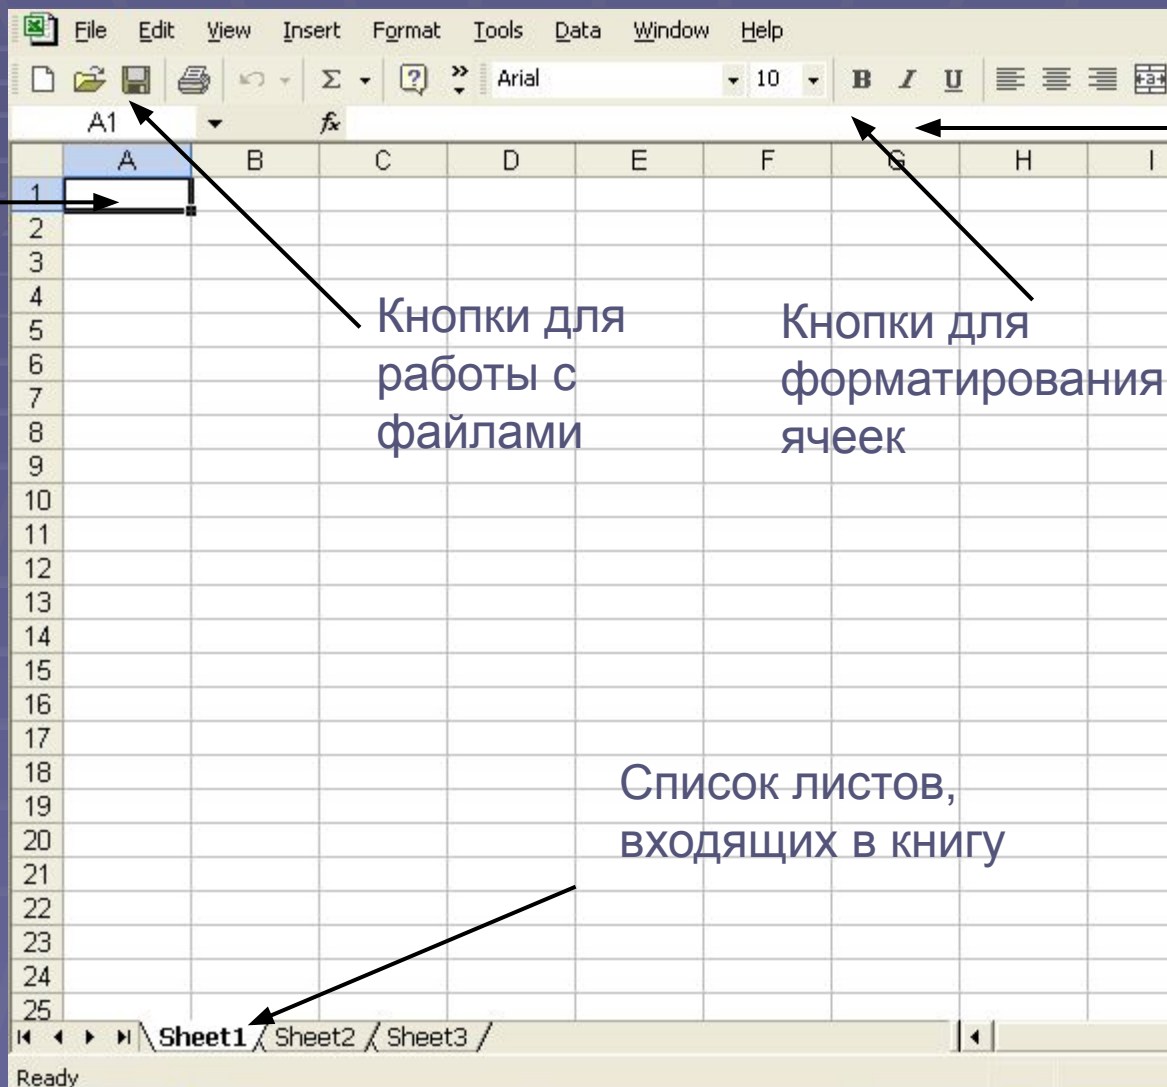 File Edit View Insert Format Tools Data Window Help
Σ ? » Arial 10 B I U a
A1 fx
A B C D E F G H I
1
2
3
4
Кнопки для
работы с
файлами
Кнопки для
форматирования
ячеек
5
6
7
8
9
10
11
12
13
14
15
16
17
18
19
20
21
22
23
24
25
Список листов,
входящих в книгу
Sheet1 Sheet2 Sheet3
Ready